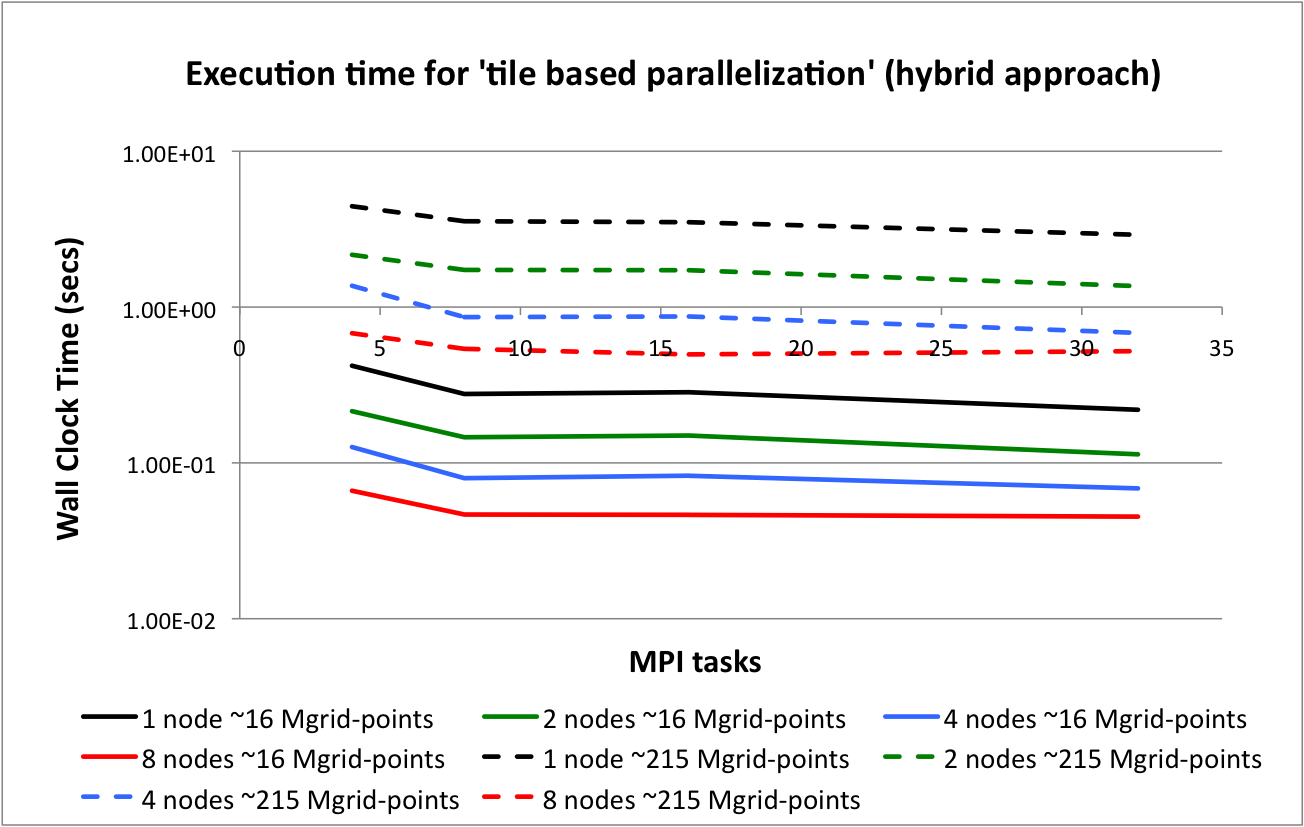 Execution time for 'tile based parallelization' (hybrid approach)
1.00E+01
1.00E+00
1.00E-01
1.00E-02
Wall Clock Time (secs)
0 5 10 15 20 25 30 35
MPI tasks
1 node ~16 Mgrid-points 2 nodes ~16 Mgrid-points 4 nodes ~16 Mgrid-points
8 nodes ~16 Mgrid-points 1 node ~215 Mgrid-points 2 nodes ~215 Mgrid-points
4 nodes ~215 Mgrid-points 8 nodes ~215 Mgrid-points